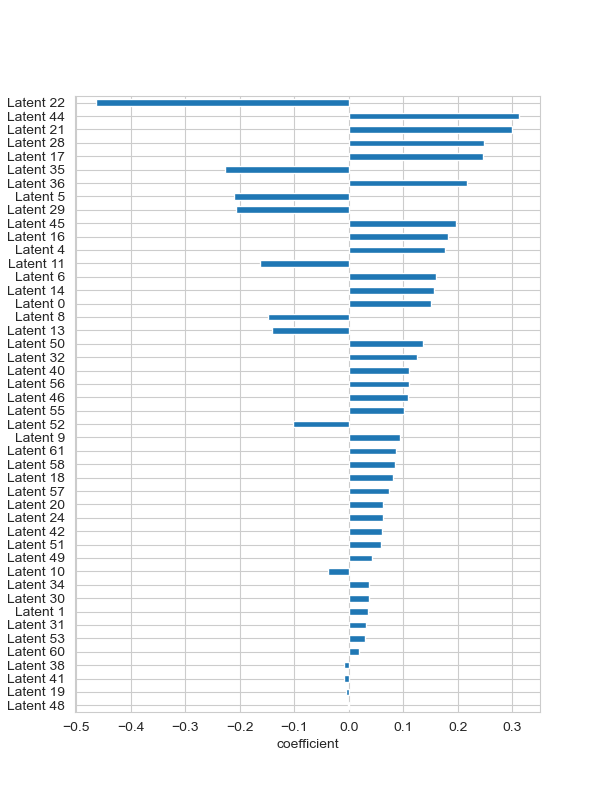 Latent 22
Latent 44
Latent 21
Latent 28
Latent 17
Latent 35
Latent 36
Latent 5
Latent 29
Latent 45
Latent 16
Latent 4
Latent 11
Latent 6
Latent 14
Latent 0
Latent 8
Latent 13
Latent 50
Latent 32
Latent 40
Latent 56
Latent 46
Latent 55
Latent 52
Latent 9
Latent 61
Latent 58
Latent 18
Latent 57
Latent 20
Latent 24
Latent 42
Latent 51
Latent 49
Latent 10
Latent 34
Latent 30
Latent 1
Latent 31
Latent 53
Latent 60
Latent 38
Latent 41
Latent 19
Latent 48
−0.5 −0.4 −0.3 −0.2 −0.1 0.0 0.1 0.2 0.3
coefficient